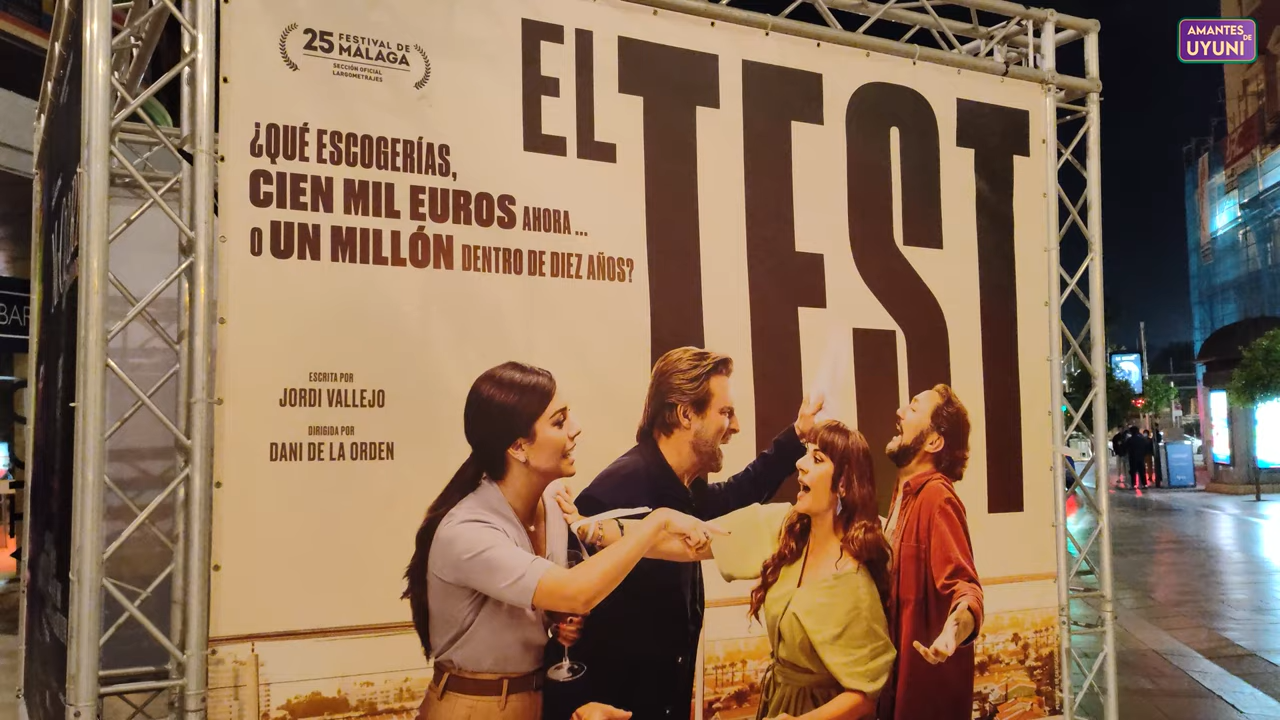 25 FESTIVAL DE
MÁLAGA
SECCIÓN OFICIAL
LARGOMETRAJES
EL TEST
¿QUÉ ESCOGERÍAS,
CIEN MIL EUROS AHORA ...
O UN MILLÓN DENTRO DE DIEZ AÑOS?
ESCRITA POR
JORDI VALLEJO
DIRIGIDA POR
DANI DE LA ORDEN
AMANTES
DE
UYUNI
BAR